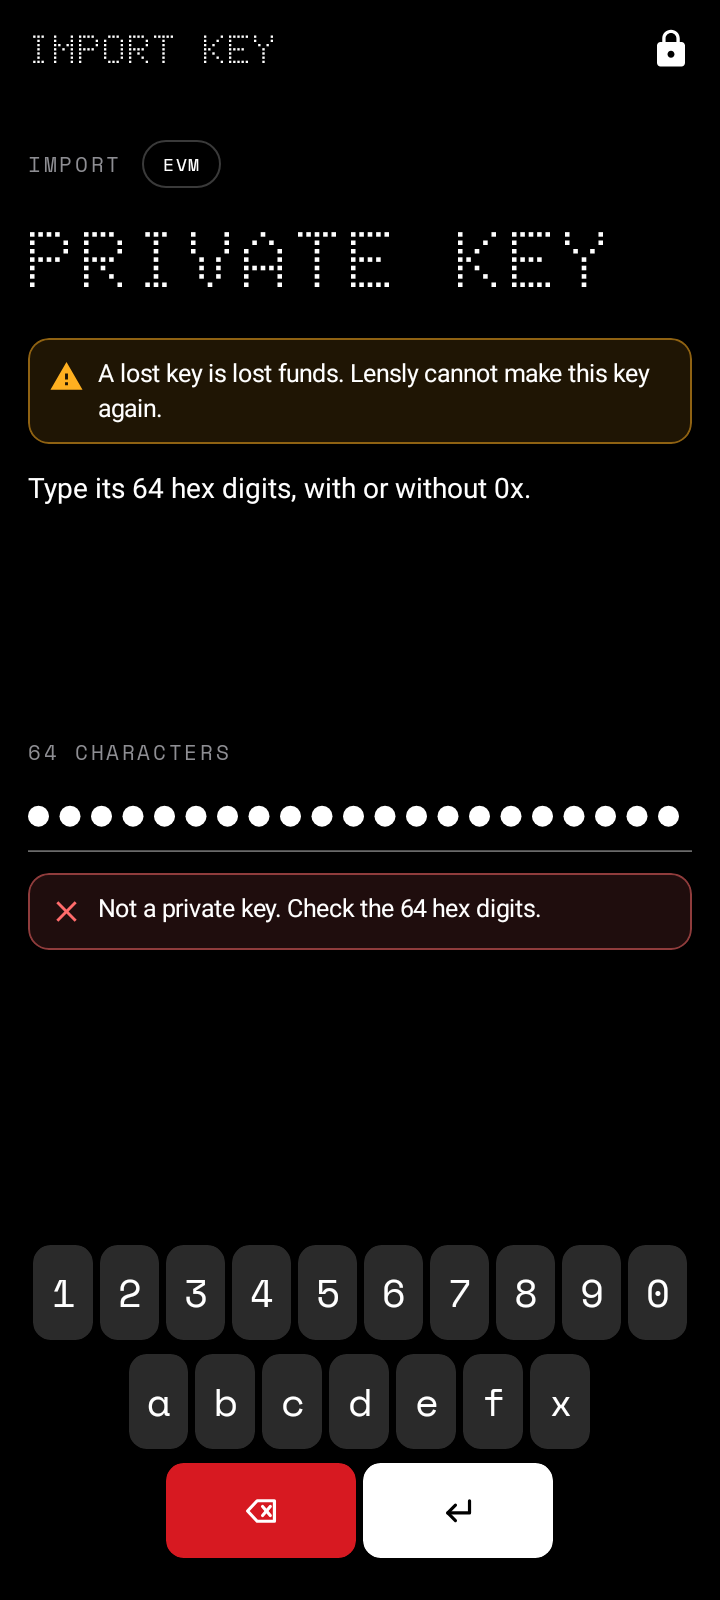 IMPORT KEY
IMPORT EVM
PRIVATE KEY
A lost key is lost funds. Lensly cannot make this key
again.
Type its 64 hex digits, with or without 0x.
64 CHARACTERS
Not a private key. Check the 64 hex digits.
1 2 3 4 5 6 7 8 9 0
a b c d e f x